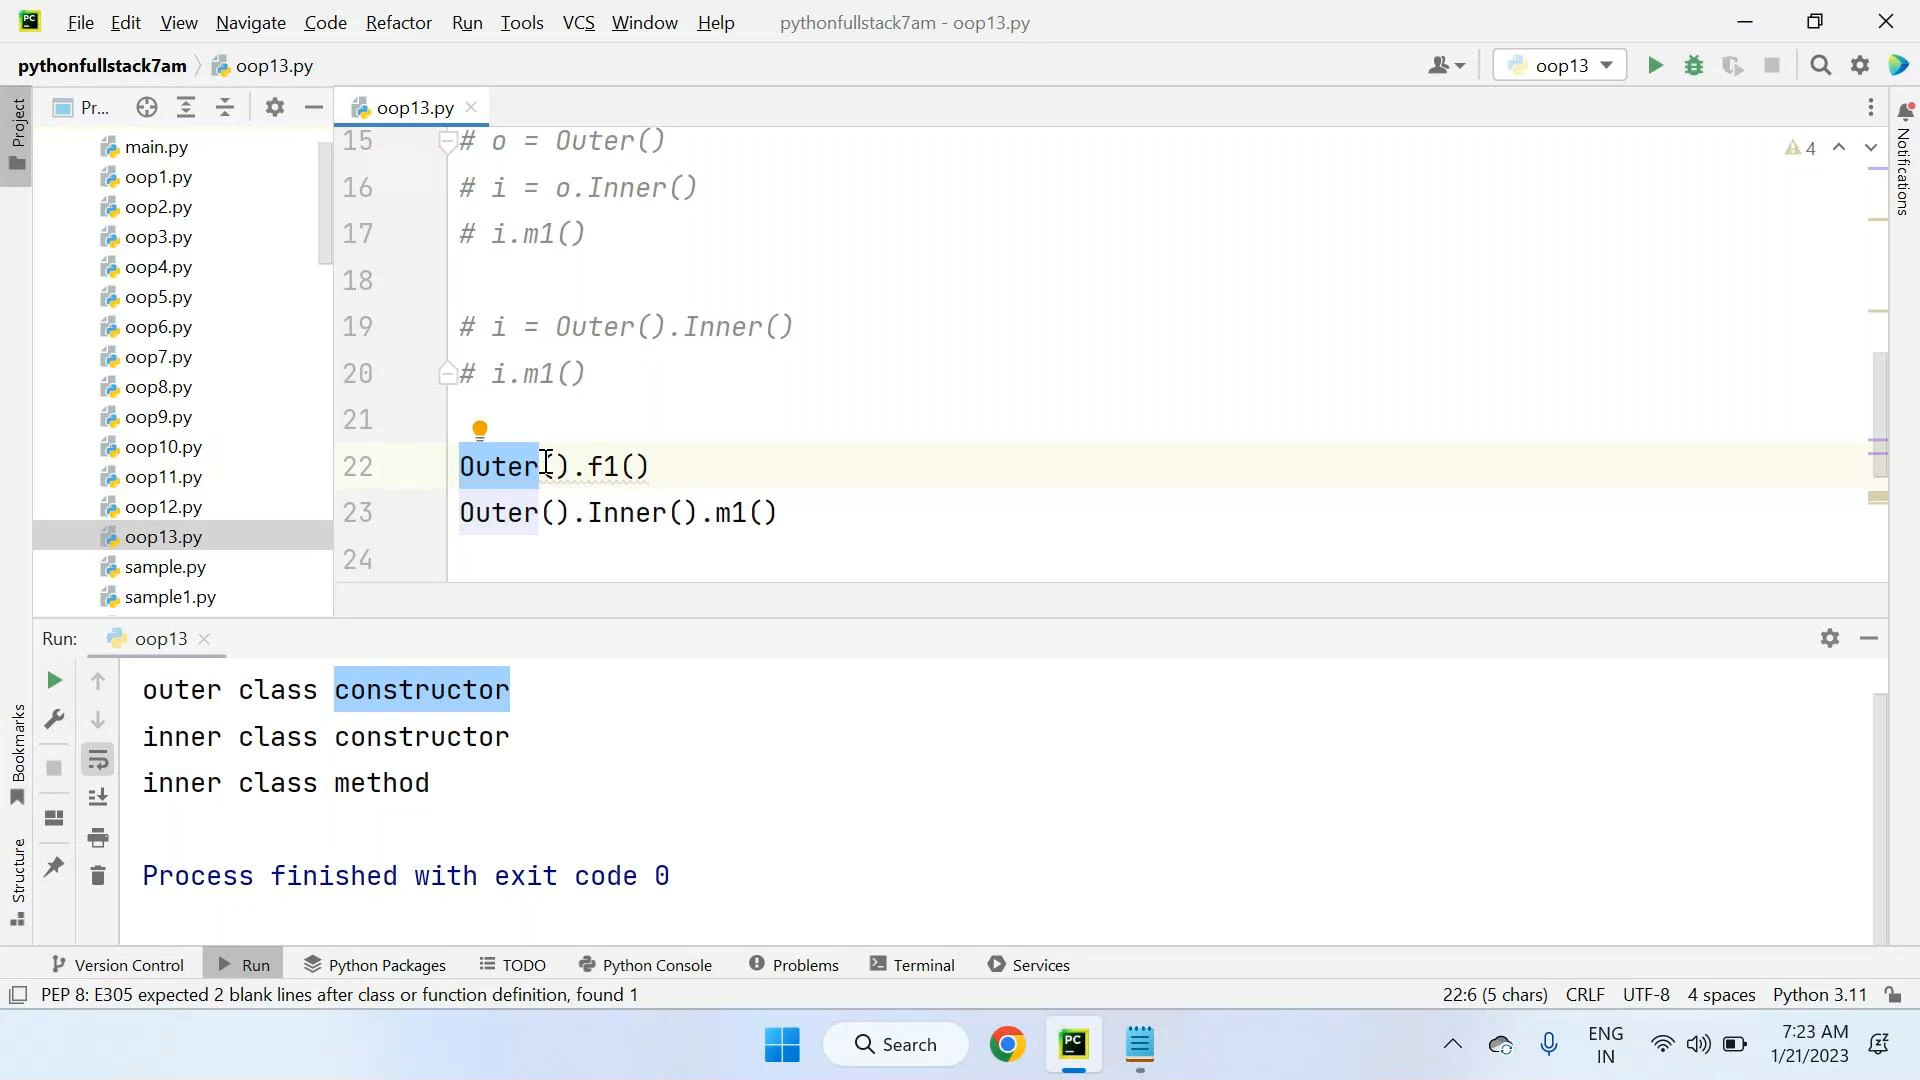 File Edit View Navigate Code Refactor Run Tools VCS Window Help pythonfullstack7am - oop13.py
pythonfullstack7am oop13.py oop13
Project
Pr...
oop13.py
main.py
oop1.py
oop2.py
oop3.py
oop4.py
oop5.py
oop6.py
oop7.py
oop8.py
oop9.py
oop10.py
oop11.py
oop12.py
oop13.py
sample.py
sample1.py
15 # o = Outer()
16 # i = o.Inner()
17 # i.m1()
18
19 # i = Outer().Inner()
20 # i.m1()
21
22 Outer().f1()
23 Outer().Inner().m1()
24
4
Notifications
Run: oop13
outer class constructor
inner class constructor
inner class method
Process finished with exit code 0
Bookmarks
Structure
Version Control Run Python Packages TODO Python Console Problems Terminal Services
PEP 8: E305 expected 2 blank lines after class or function definition, found 1 22:6 (5 chars) CRLF UTF-8 4 spaces Python 3.11
Search
PC
ENG
IN
7:23 AM
1/21/2023